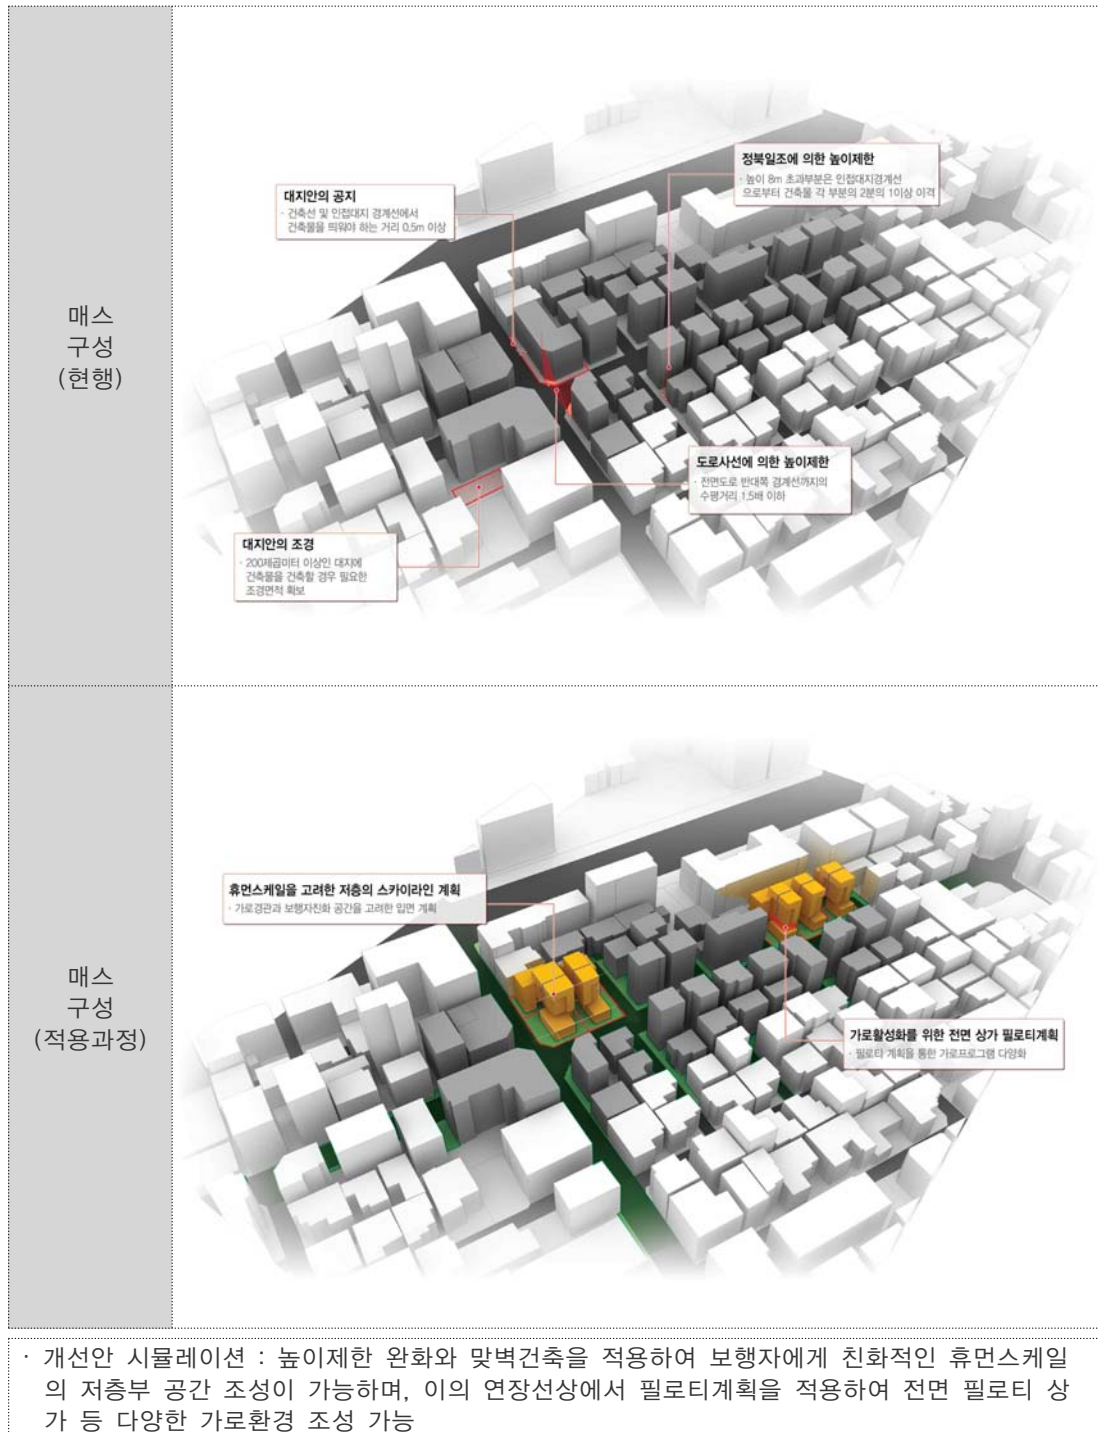 매스
구성
(현행)
대지안의 공지
· 건축선 및 인접대지 경계선에서
건축물을 띄워야 하는 거리 0.5m 이상
정북일조에 의한 높이제한
· 높이 8m 초과부분은 인접대지경계선
으로부터 건축물 각 부분의 2분의 1이상 이격
도로사선에 의한 높이제한
· 전면도로 반대쪽 경계선까지의
수평거리 1.5배 이하
대지안의 조경
· 200제곱미터 이상인 대지에
건축물을 건축할 경우 필요한
조경면적 확보
매스
구성
(적용과정)
휴먼스케일을 고려한 저층의 스카이라인 계획
· 가로경관과 보행자친화 공간을 고려한 입면 계획
가로활성화를 위한 전면 상가 필로티계획
· 필로티 계획을 통한 가로프로그램 다양화
· 개선안 시뮬레이션 : 높이제한 완화와 맞벽건축을 적용하여 보행자에게 친화적인 휴먼스케일
의 저층부 공간 조성이 가능하며, 이의 연장선상에서 필로티계획을 적용하여 전면 필로티 상
가 등 다양한 가로환경 조성 가능